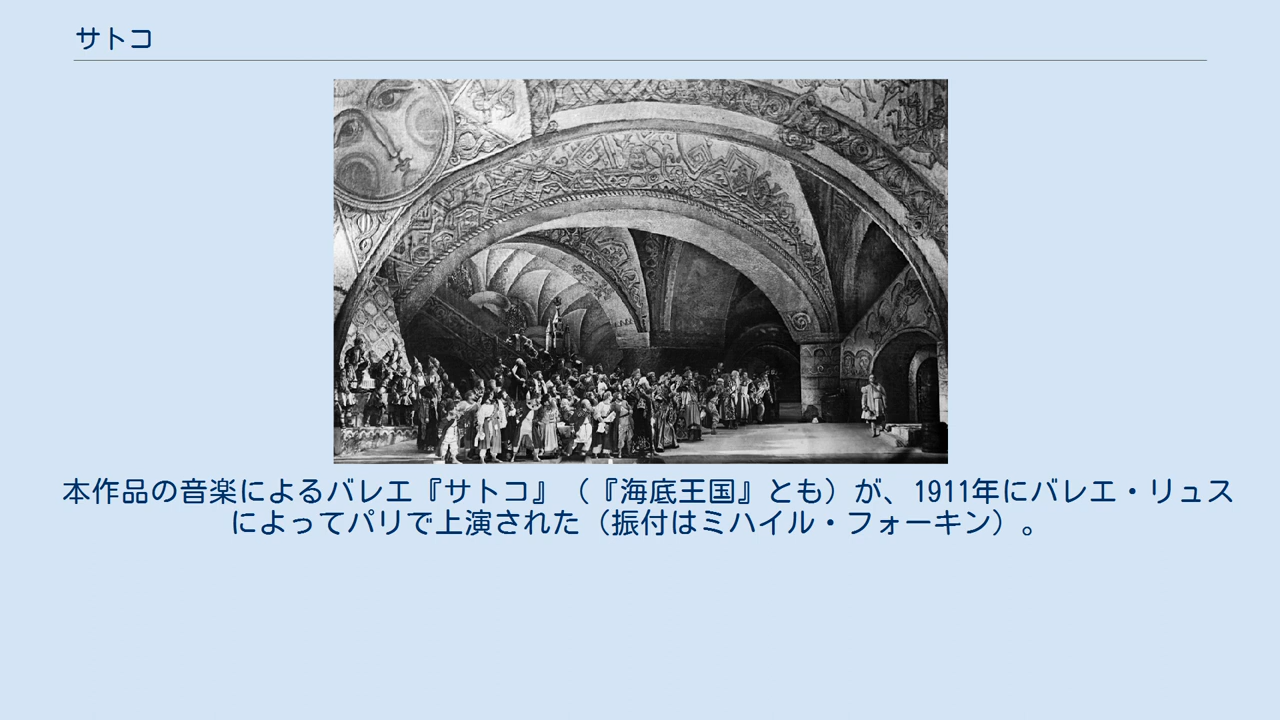 サトコ
本作品の音楽によるバレエ『サトコ』（『海底王国』とも）が、1911年にバレエ・リュス
によってパリで上演された（振付はミハイル・フォーキン）。